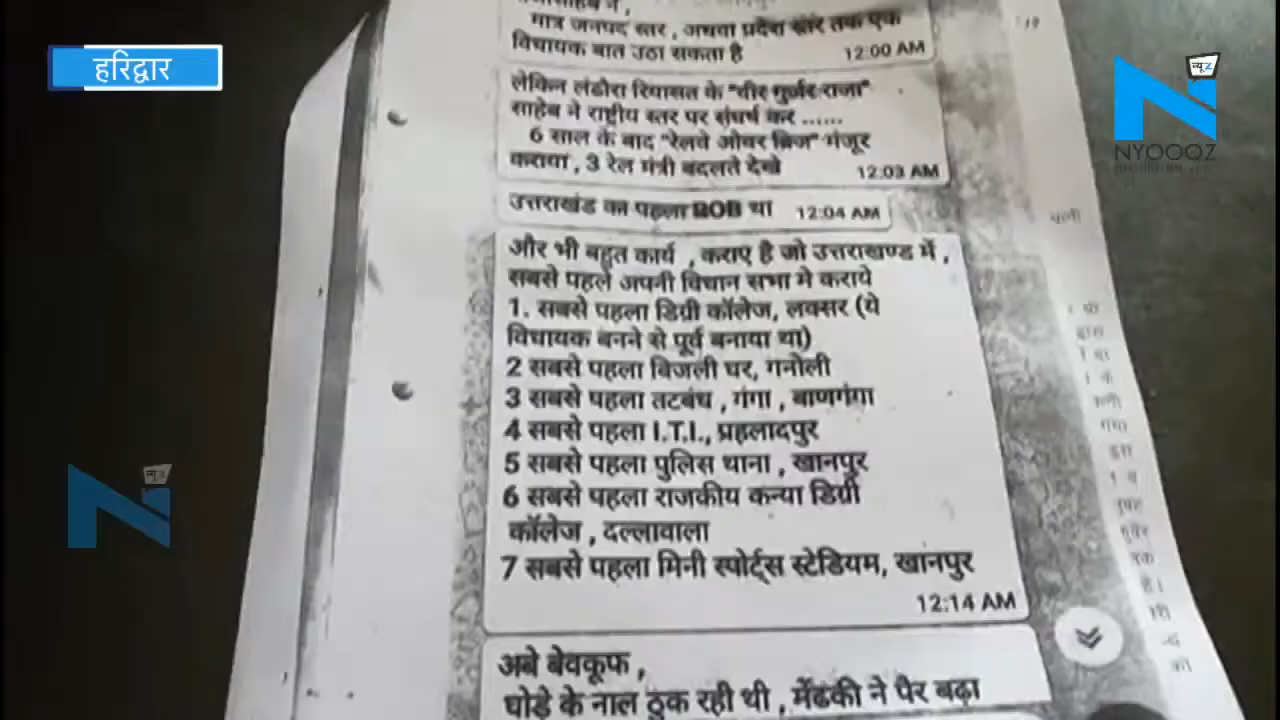 हरिद्वार
न्यूz
NYOOOZ
मात्र जनपद स्तर , अथवा प्रदेश स्तर तक एक
विधायक बात उठा सकता है
12:00 AM
लेकिन लंढौरा रियासत के "वीर गुर्जर राजा"
साहेब ने राष्ट्रीय स्तर पर संघर्ष कर ......
6 साल के बाद "रेलवे ओवर ब्रिज" मंजूर
कराया , 3 रेल मंत्री बदलते देखे
12:03 AM
उत्तराखंड का पहला ROB था
12:04 AM
और भी बहुत कार्य , कराए है जो उत्तराखण्ड में ,
सबसे पहले अपनी विधान सभा मे कराये
1. सबसे पहला डिग्री कॉलेज, लक्सर (ये
विधायक बनने से पूर्व बनाया था)
2 सबसे पहला बिजली घर, गनोली
3 सबसे पहला तटबंध , गंगा , बाणगंगा
4 सबसे पहला I.T.I., प्रहलादपुर
5 सबसे पहला पुलिस थाना , खानपुर
6 सबसे पहला राजकीय कन्या डिग्री
कॉलेज , दल्लावाला
7 सबसे पहला मिनी स्पोर्ट्स स्टेडियम, खानपुर
12:14 AM
अबे बेवकूफ ,
घोड़े के नाल ठुक रही थी , मेंढकी ने पैर बढ़ा